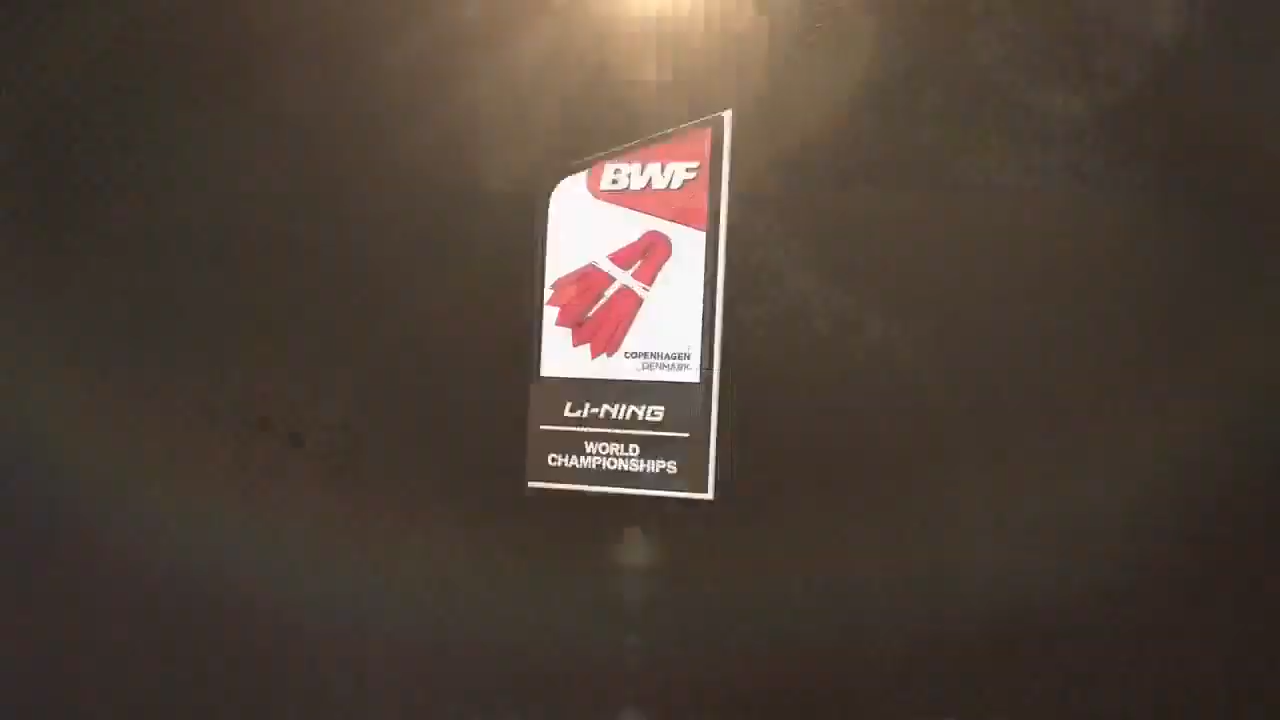 BWF
COPENHAGEN
DENMARK
LI-NING
WORLD
CHAMPIONSHIPS